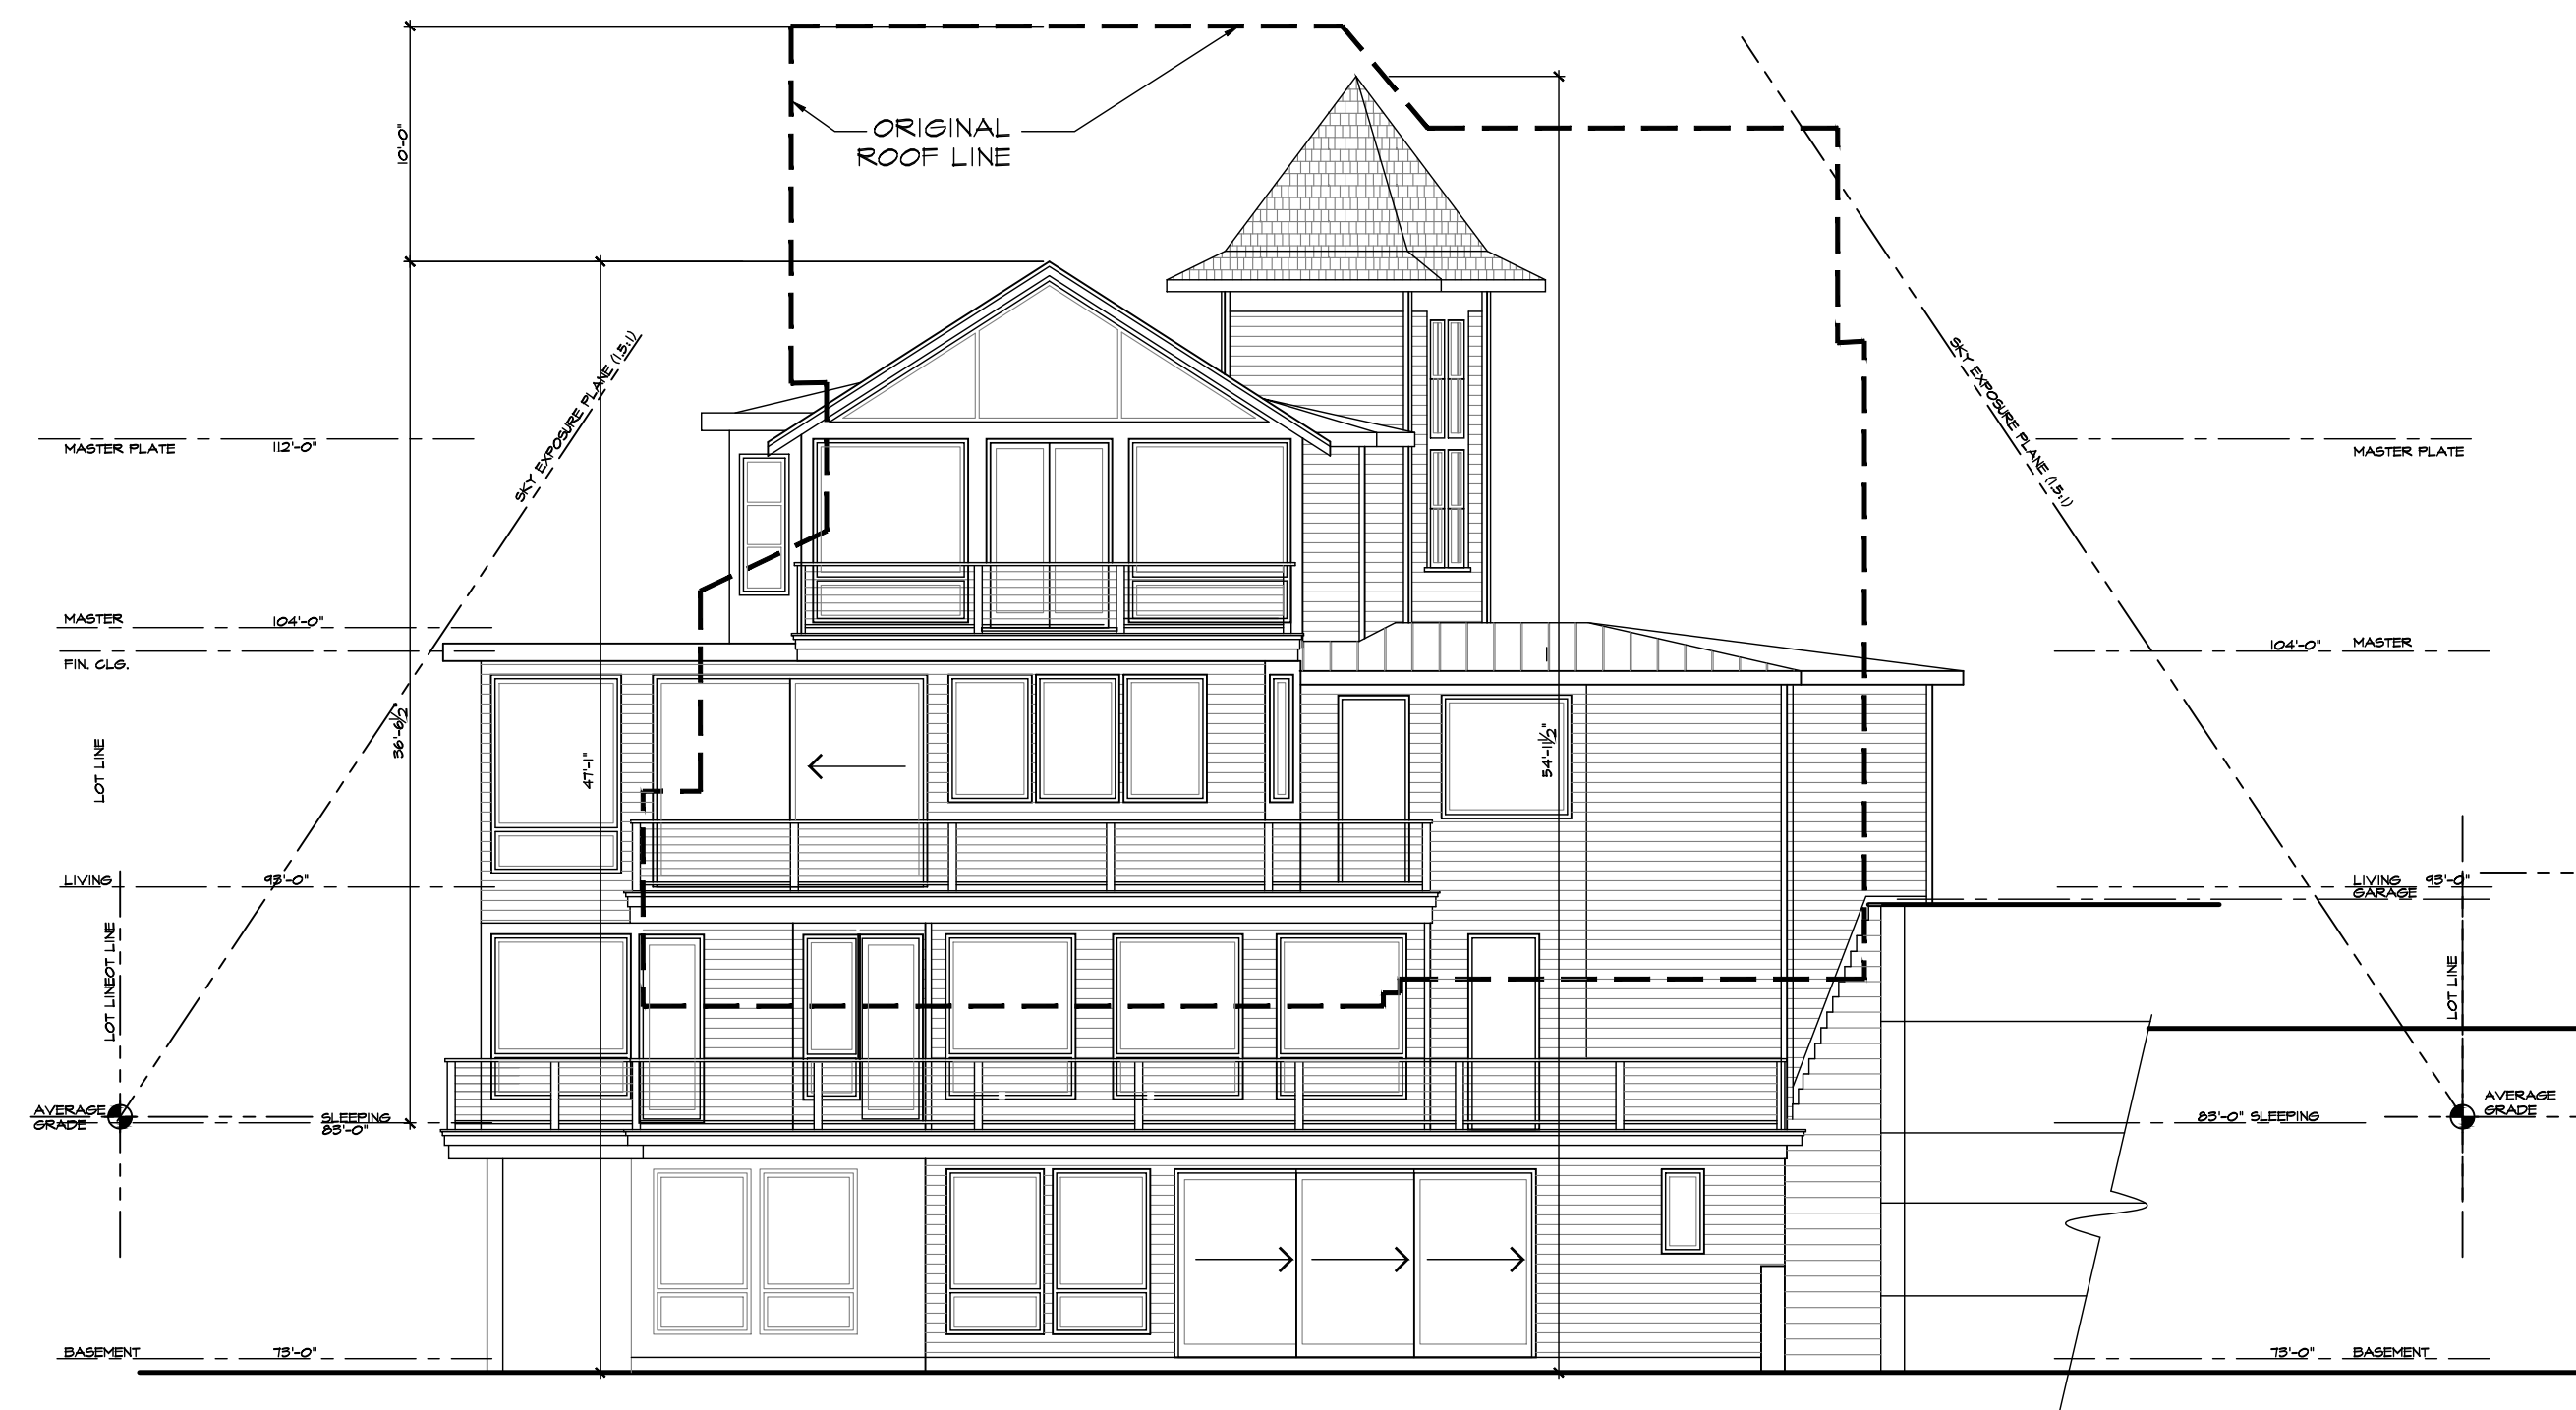 ORIGINAL
ROOF LINE
10'-0"
SKY EXPOSURE PLANE (1.5:1)
SKY EXPOSURE PLANE (1.5:1)
MASTER PLATE 112'-0"
MASTER PLATE
MASTER 104'-0"
FIN. CLG.
104'-0" MASTER
36'-6 1/2"
47'-1"
54'-11 1/2"
LOT LINE
LIVING 93'-0"
LIVING 93'-0"
GARAGE
LOT LINEOT LINE
LOT LINE
AVERAGE
GRADE
SLEEPING
83'-0"
83'-0" SLEEPING
AVERAGE
GRADE
BASEMENT 73'-0"
73'-0" BASEMENT